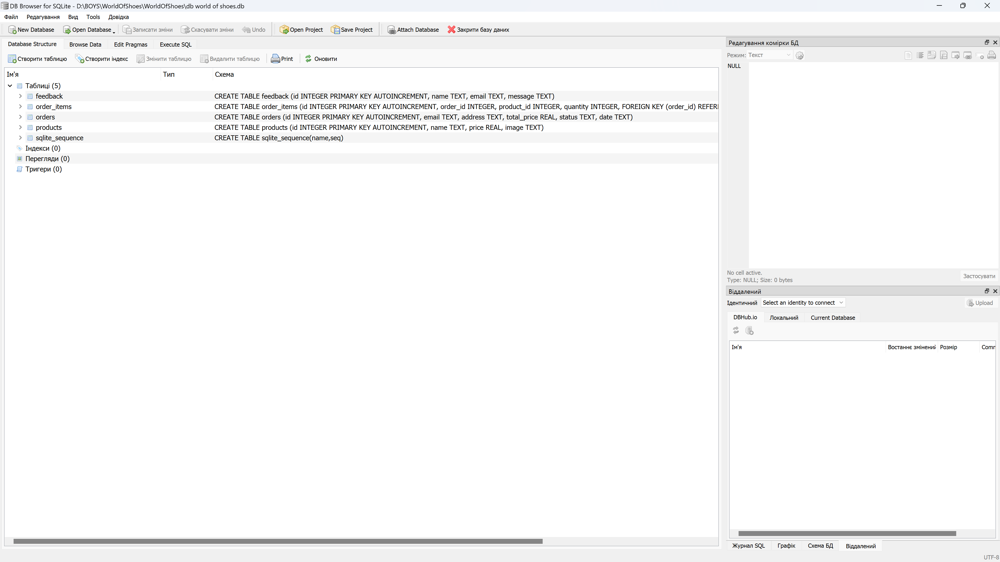 DB Browser for SQLite - D:\BOYS\WorldOfShoes\WorldOfShoes\db world of shoes.db
Файл Редагування Вид Tools Довідка
New Database Open Database Записати зміни Скасувати зміни Undo Open Project Save Project Attach Database Закрити базу даних
Database Structure Browse Data Edit Pragmas Execute SQL
Створити таблицю Створити індекс Змінити таблицю Видалити таблицю Print Оновити
Ім'я Тип Схема
Таблиці (5)
feedback CREATE TABLE feedback (id INTEGER PRIMARY KEY AUTOINCREMENT, name TEXT, email TEXT, message TEXT)
order_items CREATE TABLE order_items (id INTEGER PRIMARY KEY AUTOINCREMENT, order_id INTEGER, product_id INTEGER, quantity INTEGER, FOREIGN KEY (order_id) REFER
orders CREATE TABLE orders (id INTEGER PRIMARY KEY AUTOINCREMENT, email TEXT, address TEXT, total_price REAL, status TEXT, date TEXT)
products CREATE TABLE products (id INTEGER PRIMARY KEY AUTOINCREMENT, name TEXT, price REAL, image TEXT)
sqlite_sequence CREATE TABLE sqlite_sequence(name,seq)
Індекси (0)
Перегляди (0)
Тригери (0)
Редагування комірки БД
Режим: Текст
NULL
No cell active.
Type: NULL; Size: 0 bytes
Застосувати
Віддалений
Ідентичний Select an identity to connect Upload
DBHub.io Локальний Current Database
Ім'я Востаннє змінений Розмір Com
Журнал SQL Графік Схема БД Віддалений
UTF-8